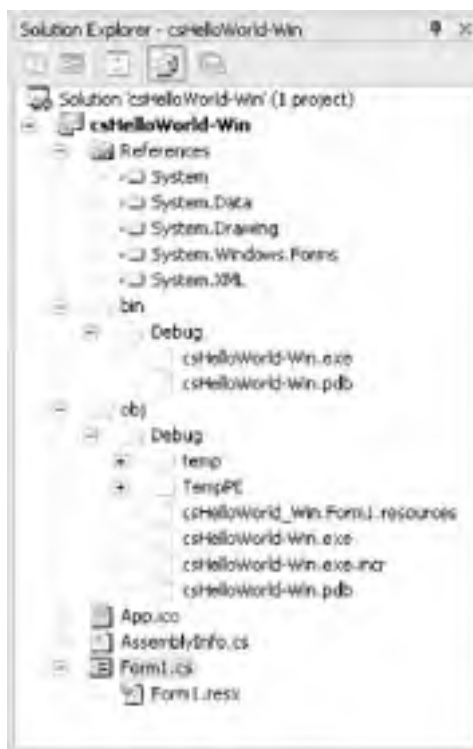 Solution Explorer - csHelloWorld-Win
Solution 'csHelloWorld-Win' (1 project)
csHelloWorld-Win
References
System
System.Data
System.Drawing
System.Windows.Forms
System.XML
bin
Debug
csHelloWorld-Win.exe
csHelloWorld-Win.pdb
obj
Debug
temp
TempPE
csHelloWorld_Win.Form1.resources
csHelloWorld-Win.exe
csHelloWorld-Win.exe.incr
csHelloWorld-Win.pdb
App.ico
AssemblyInfo.cs
Form1.cs
Form1.resx